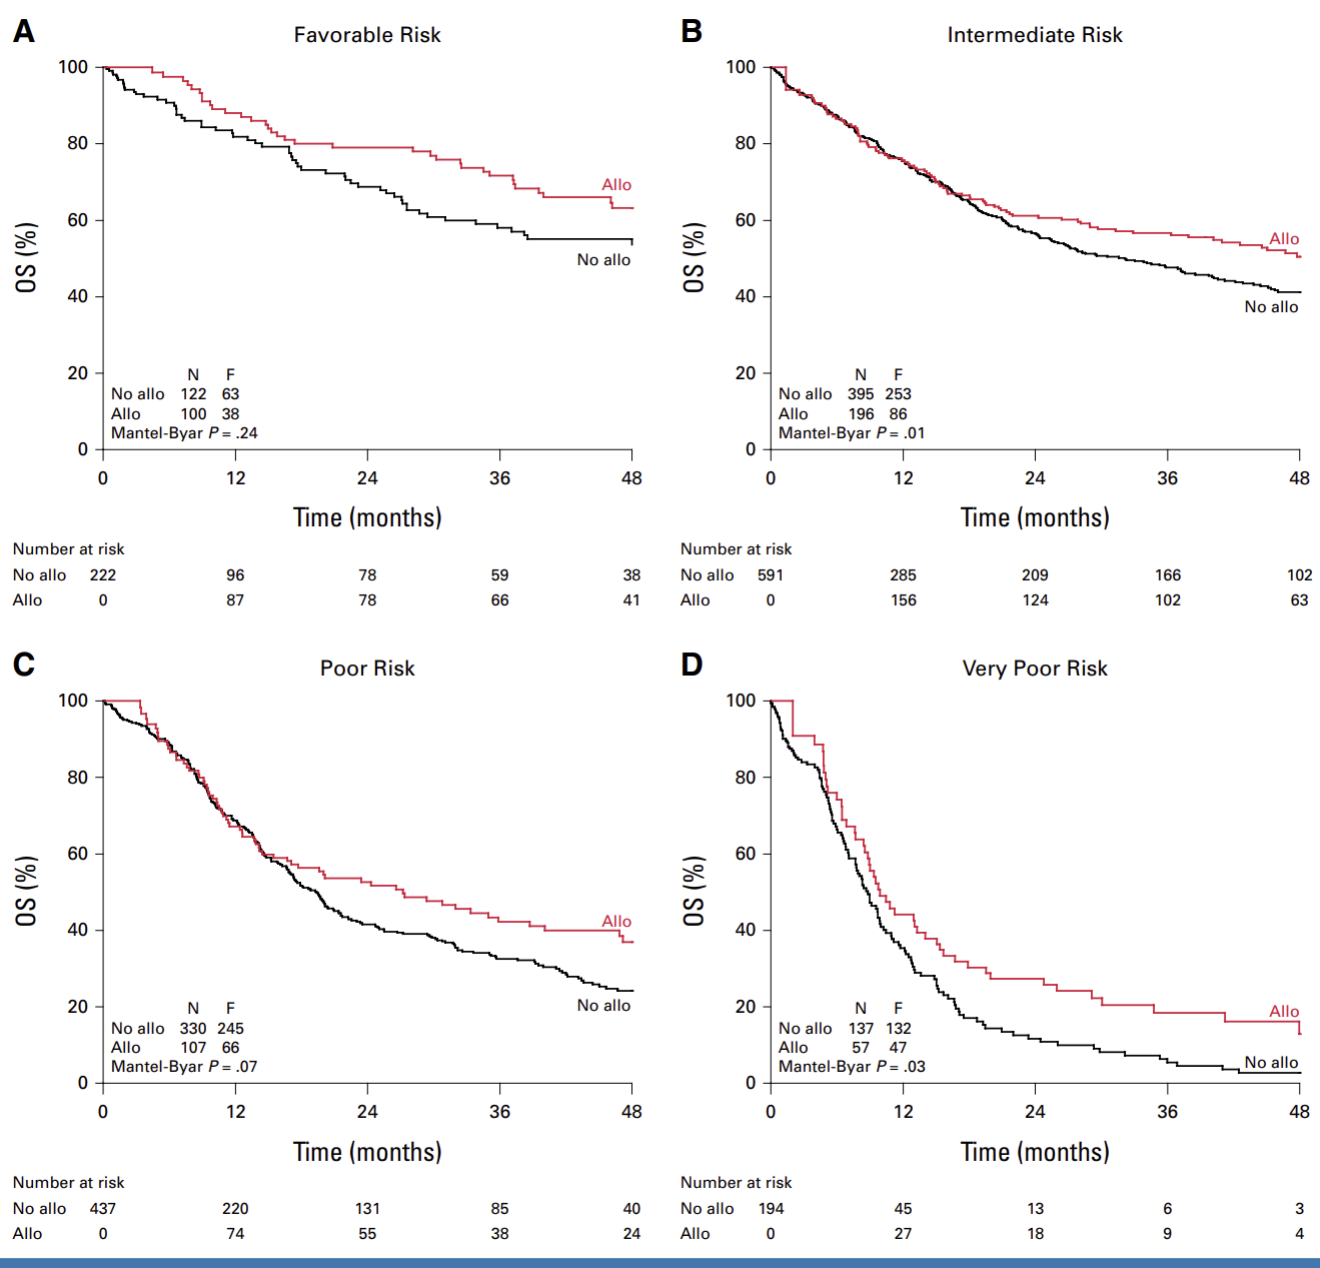 A
Favorable Risk
100
80
60
40
20
0
OS (%)
Allo
No allo
N F
No allo 122 63
Allo 100 38
Mantel-Byar P = .24
0 12 24 36 48
Time (months)
Number at risk
No allo 222 96 78 59 38
Allo 0 87 78 66 41
B
Intermediate Risk
100
80
60
40
20
0
OS (%)
Allo
No allo
N F
No allo 395 253
Allo 196 86
Mantel-Byar P = .01
0 12 24 36 48
Time (months)
Number at risk
No allo 591 285 209 166 102
Allo 0 156 124 102 63
C
Poor Risk
100
80
60
40
20
0
OS (%)
Allo
No allo
N F
No allo 330 245
Allo 107 66
Mantel-Byar P = .07
0 12 24 36 48
Time (months)
Number at risk
No allo 437 220 131 85 40
Allo 0 74 55 38 24
D
Very Poor Risk
100
80
60
40
20
0
OS (%)
Allo
No allo
N F
No allo 137 132
Allo 57 47
Mantel-Byar P = .03
0 12 24 36 48
Time (months)
Number at risk
No allo 194 45 13 6 3
Allo 0 27 18 9 4